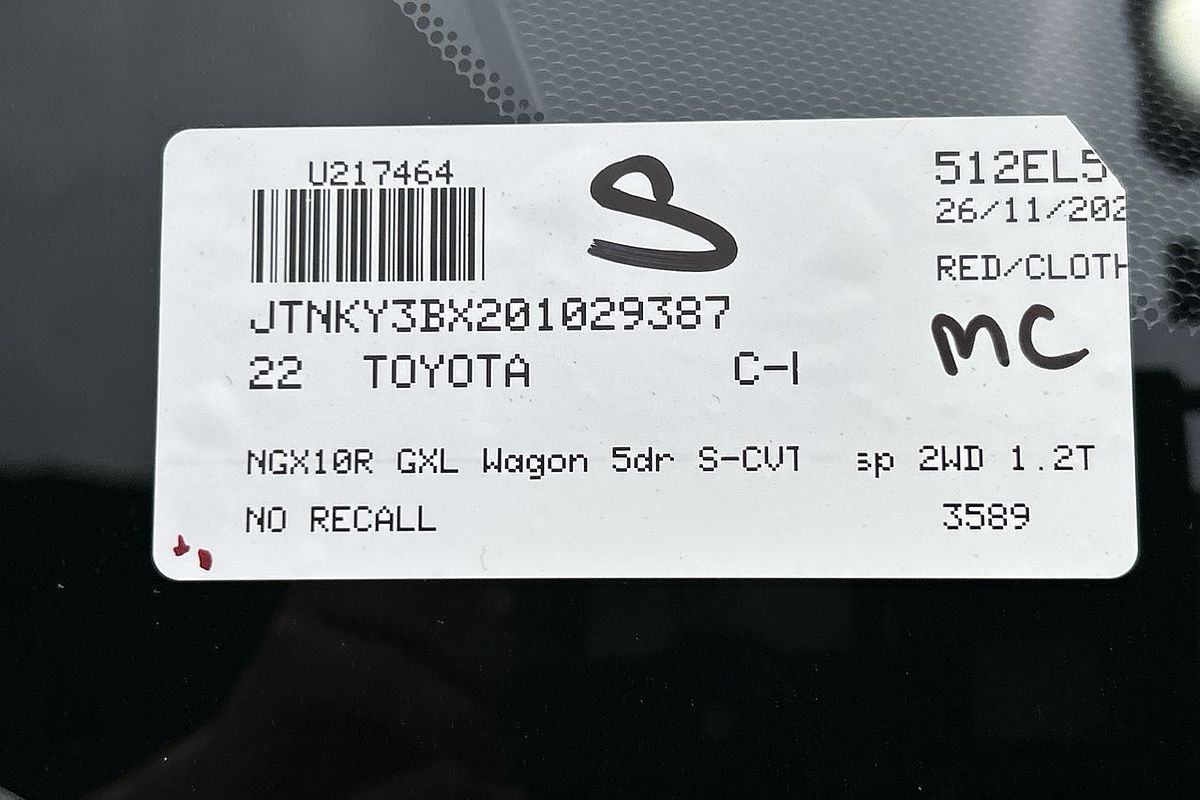 U217464
S
512EL5
26/11/202
RED/CLOTH
JTNKY3BX201029387
MC
22 TOYOTA C-
NGX10R GXL Wagon 5dr S-CVT sp 2WD 1.2T
NO RECALL 3589